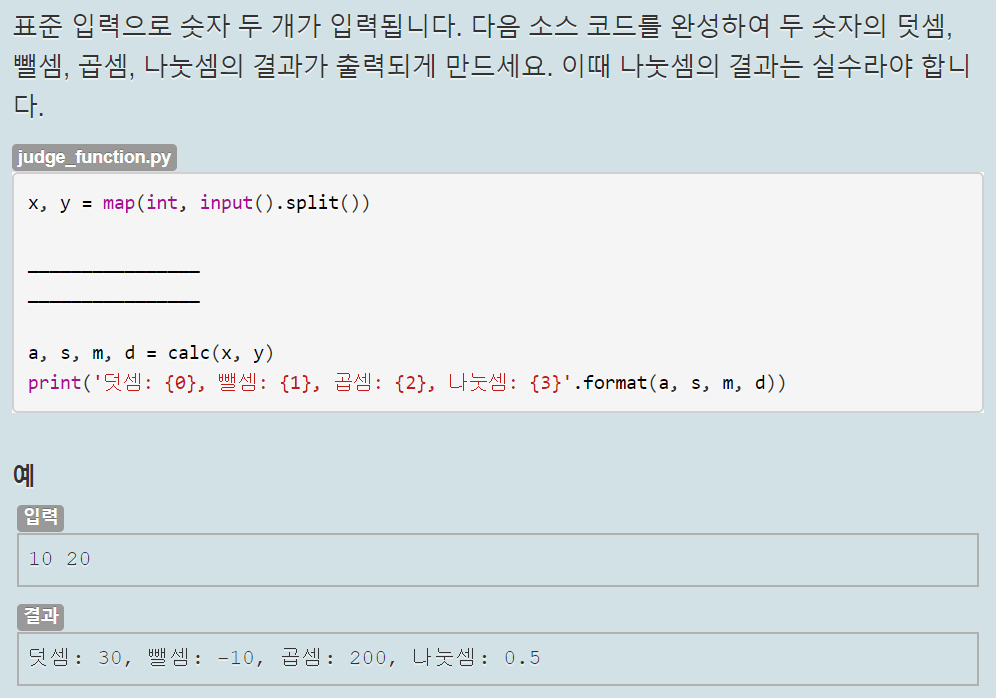 표준 입력으로 숫자 두 개가 입력됩니다. 다음 소스 코드를 완성하여 두 숫자의 덧셈,
뺄셈, 곱셈, 나눗셈의 결과가 출력되게 만드세요. 이때 나눗셈의 결과는 실수라야 합니
다.
judge_function.py
x, y = map(int, input().split())
________________
________________
a, s, m, d = calc(x, y)
print('덧셈: {0}, 뺄셈: {1}, 곱셈: {2}, 나눗셈: {3}'.format(a, s, m, d))
예
입력
10 20
결과
덧셈: 30, 뺄셈: -10, 곱셈: 200, 나눗셈: 0.5